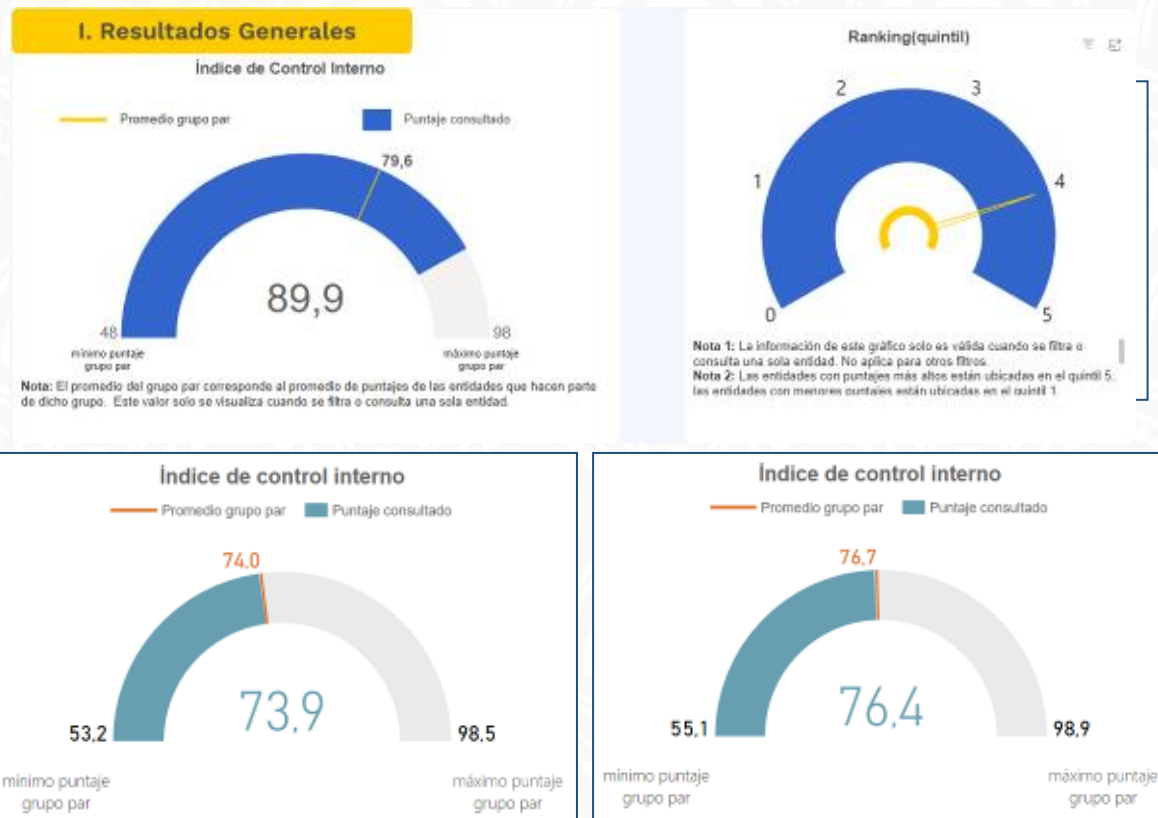 I. Resultados Generales
Índice de Control Interno
Promedio grupo par
Puntaje consultado
79,6
89,9
48
mínimo puntaje
grupo par
98
máximo puntaje
grupo par
Nota: El promedio del grupo par corresponde al promedio de puntajes de las entidades que hacen parte
de dicho grupo. Este valor solo se visualiza cuando se filtra o consulta una sola entidad.
Ranking(quintil)
0
1
2
3
4
5
Nota 1: La información de este gráfico solo es válida cuando se filtra o
consulta una sola entidad. No aplica para otros filtros.
Nota 2: Las entidades con puntajes más altos están ubicadas en el quintil 5.
las entidades con menores puntajes están ubicadas en el quintil 1.
Índice de control interno
Promedio grupo par
Puntaje consultado
74,0
73,9
53,2
98,5
mínimo puntaje
grupo par
máximo puntaje
grupo par
Índice de control interno
Promedio grupo par
Puntaje consultado
76,7
76,4
55,1
98,9
mínimo puntaje
grupo par
máximo puntaje
grupo par